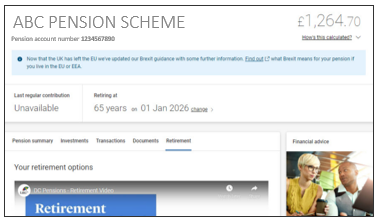 ABC PENSION SCHEME
£1,264.70
Pension account number 1234567890
How's this calculated?
Now that the UK has left the EU we've updated our Brexit guidance with some further information. Find out what Brexit means for your pension if
you live in the EU or EEA.
Last regular contribution
Unavailable
Retiring at
65 years on 01 Jan 2026 change >
Pension summary Investments Transactions Documents Retirement
Financial advice
Your retirement options
DC Pensions - Retirement Video
Retirement